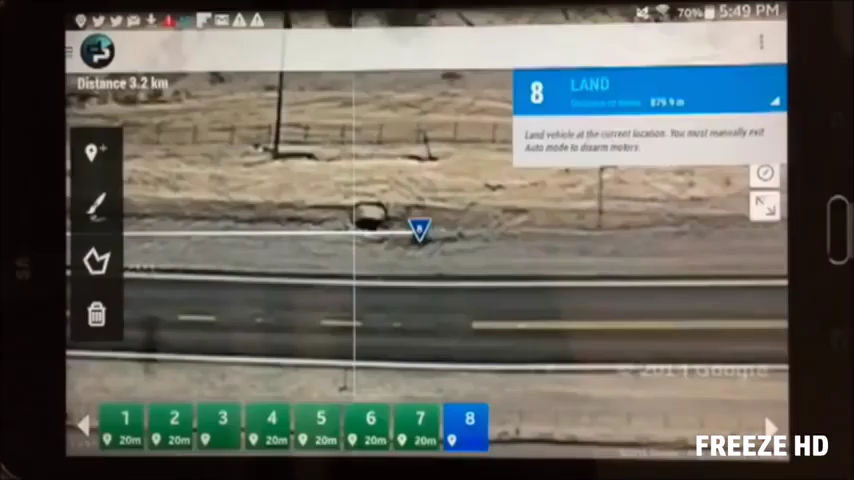 70% 5:49 PM
Distance 3.2 km
8 LAND
Land vehicle at the current location. You must manually exit
Auto mode to disarm motors.
8
1 2 3 4 5 6 7 8
20m 20m 20m 20m 20m 20m
Google
FREEZE HD